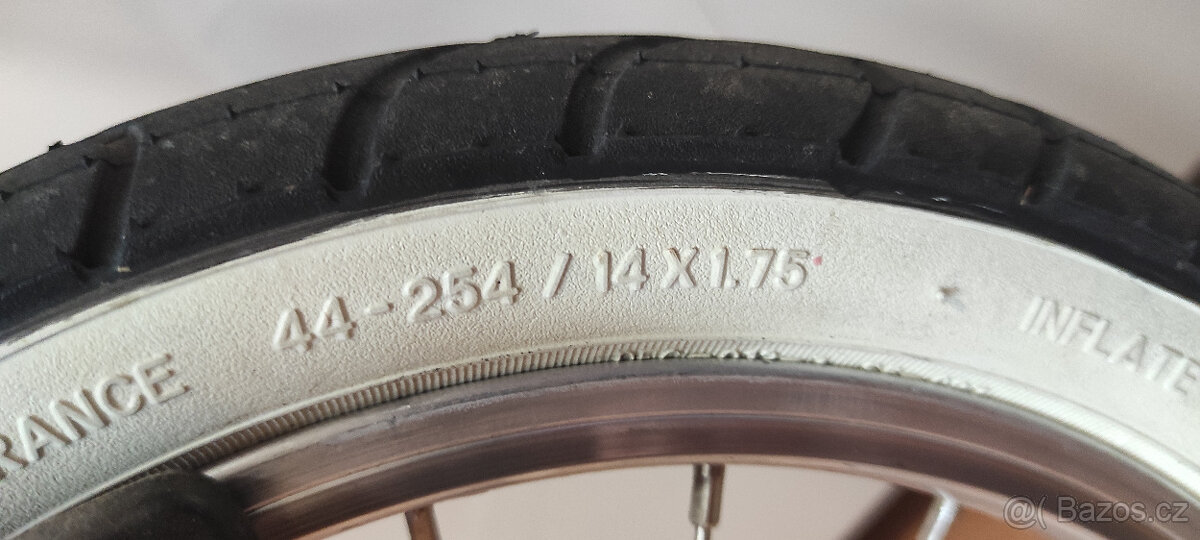 RANCE 44-254 / 14 X 1.75 INFLATE
@( Bazos.cz